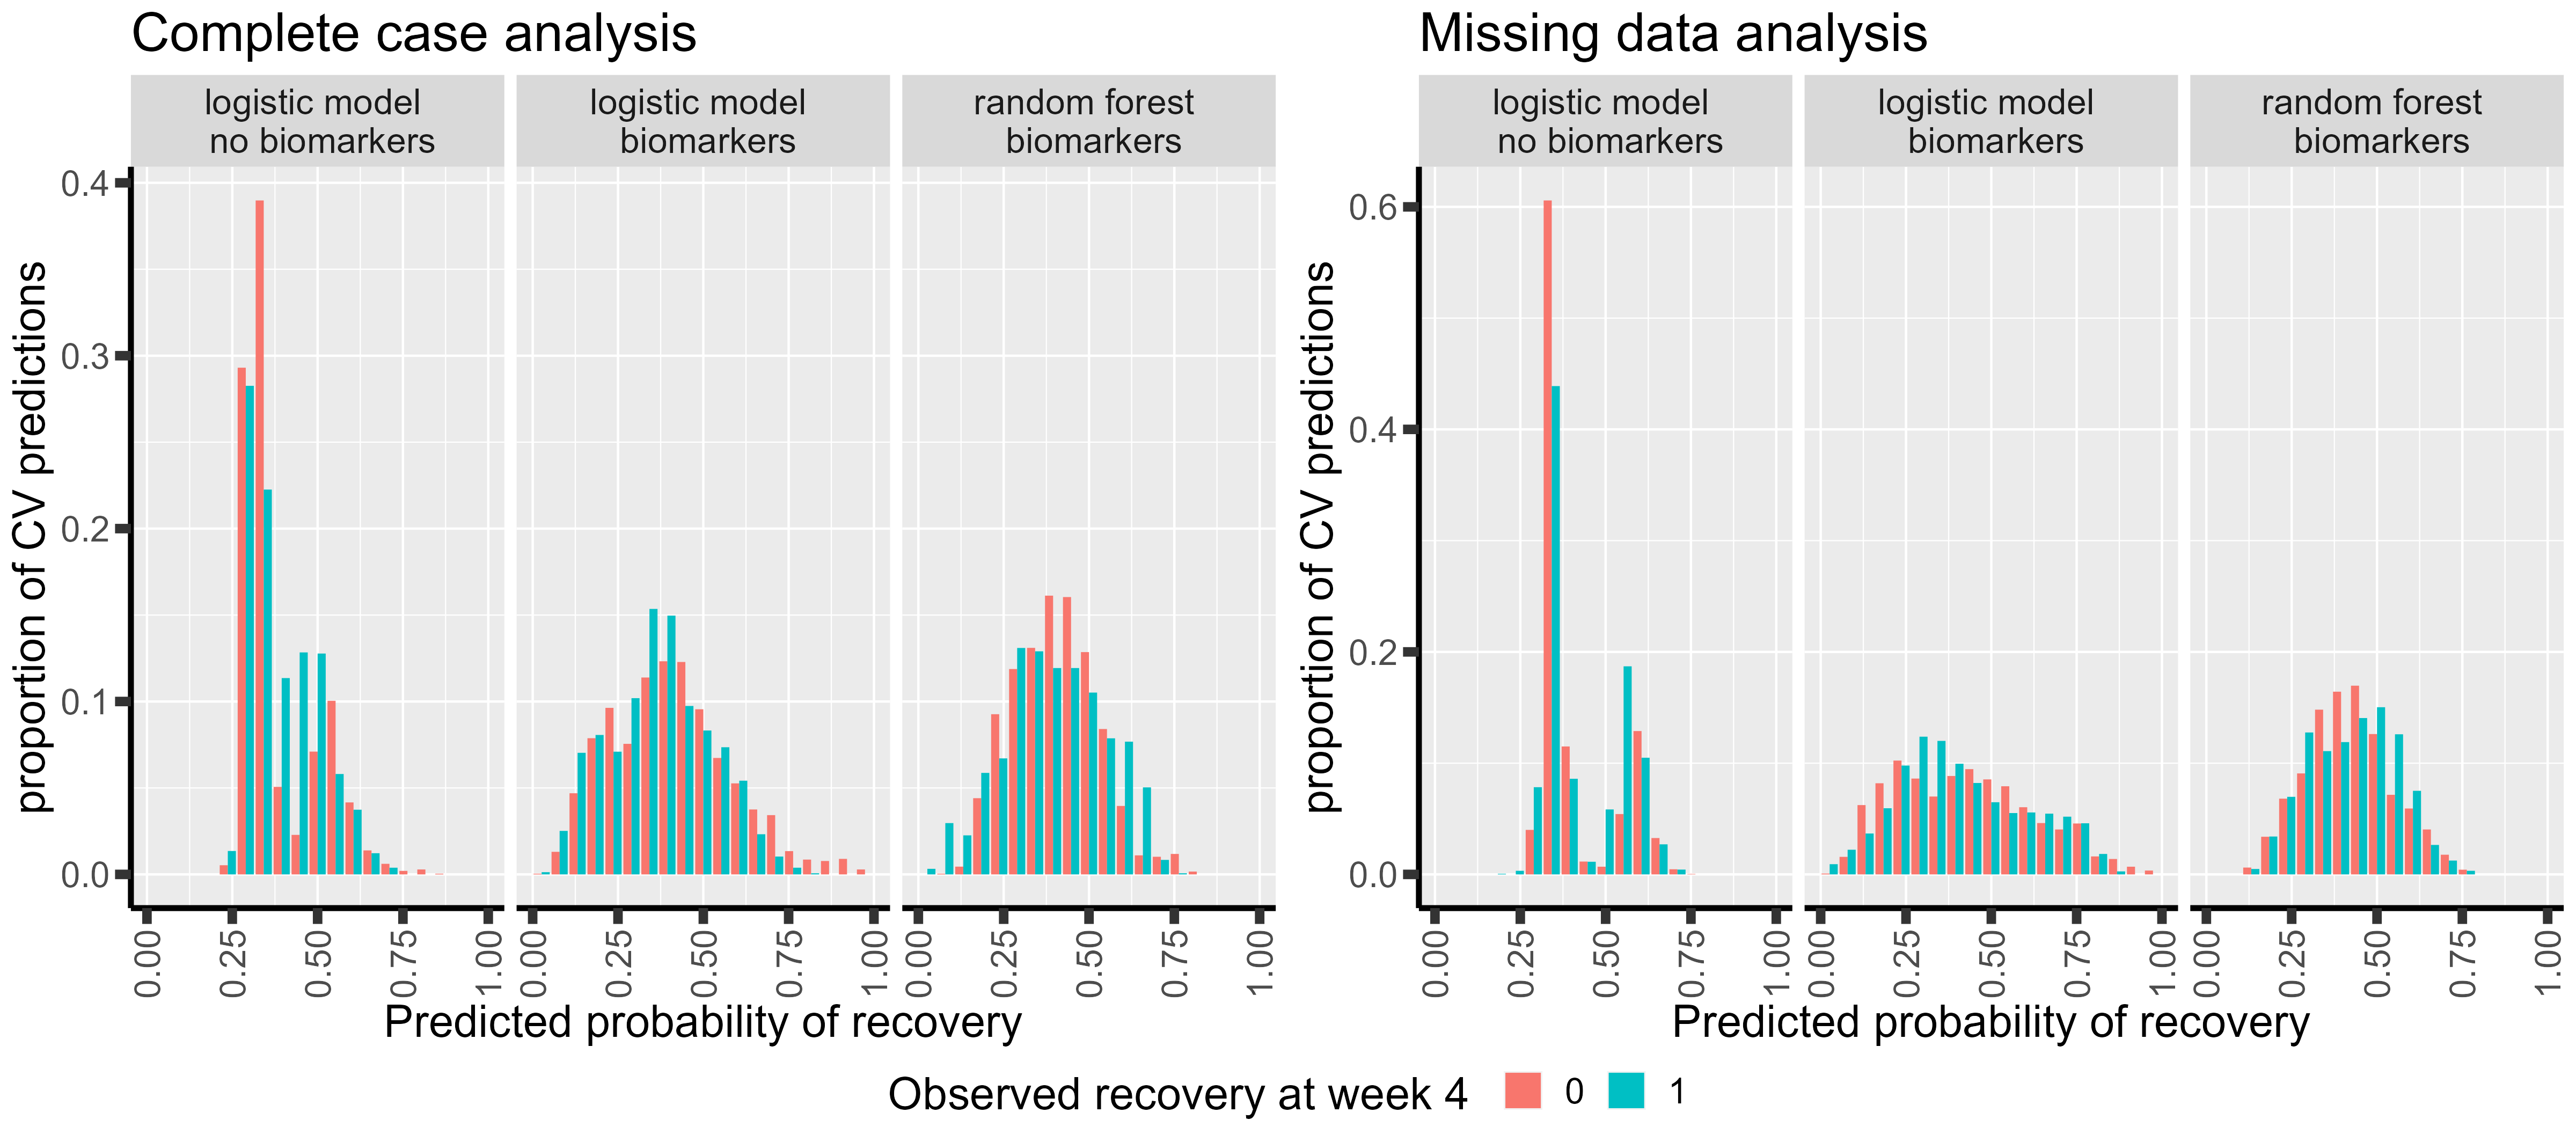 Complete case analysis
logistic model
no biomarkers
logistic model
biomarkers
random forest
biomarkers
proportion of CV predictions
0.4
0.3
0.2
0.1
0.0
0.00
0.25
0.50
0.75
1.00
0.00
0.25
0.50
0.75
1.00
0.00
0.25
0.50
0.75
1.00
Predicted probability of recovery
Missing data analysis
logistic model
no biomarkers
logistic model
biomarkers
random forest
biomarkers
proportion of CV predictions
0.6
0.4
0.2
0.0
0.00
0.25
0.50
0.75
1.00
0.00
0.25
0.50
0.75
1.00
0.00
0.25
0.50
0.75
1.00
Predicted probability of recovery
Observed recovery at week 4 0 1